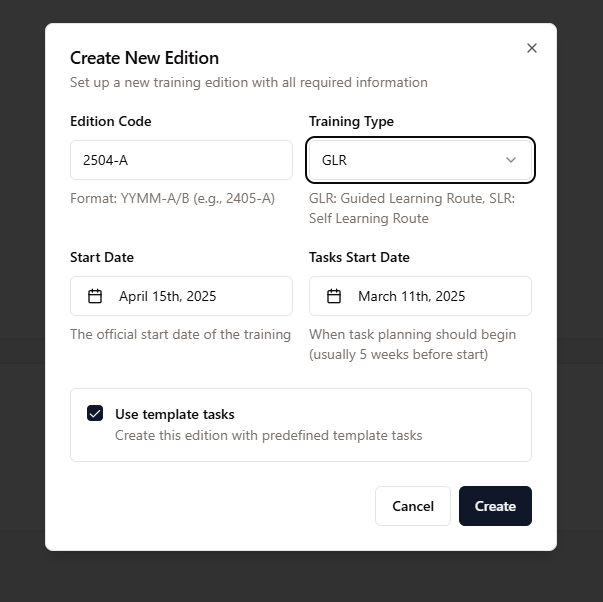 Create New Edition
Set up a new training edition with all required information
Edition Code
Training Type
2504-A
GLR
Format: YYMM-A/B (e.g., 2405-A)
GLR: Guided Learning Route, SLR:
Self Learning Route
Start Date
Tasks Start Date
April 15th, 2025
March 11th, 2025
The official start date of the training
When task planning should begin
(usually 5 weeks before start)
Use template tasks
Create this edition with predefined template tasks
Cancel
Create